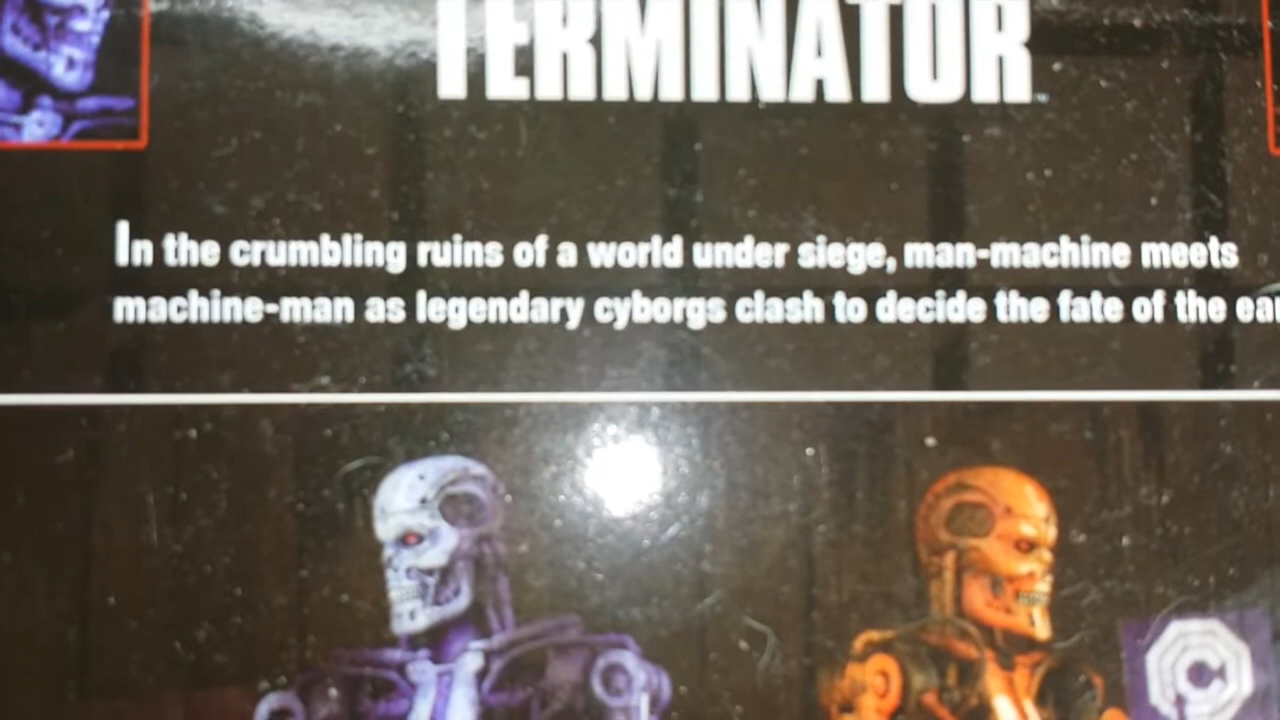 TERMINATOR
In the crumbling ruins of a world under siege, man-machine meets
machine-man as legendary cyborgs clash to decide the fate of the
C